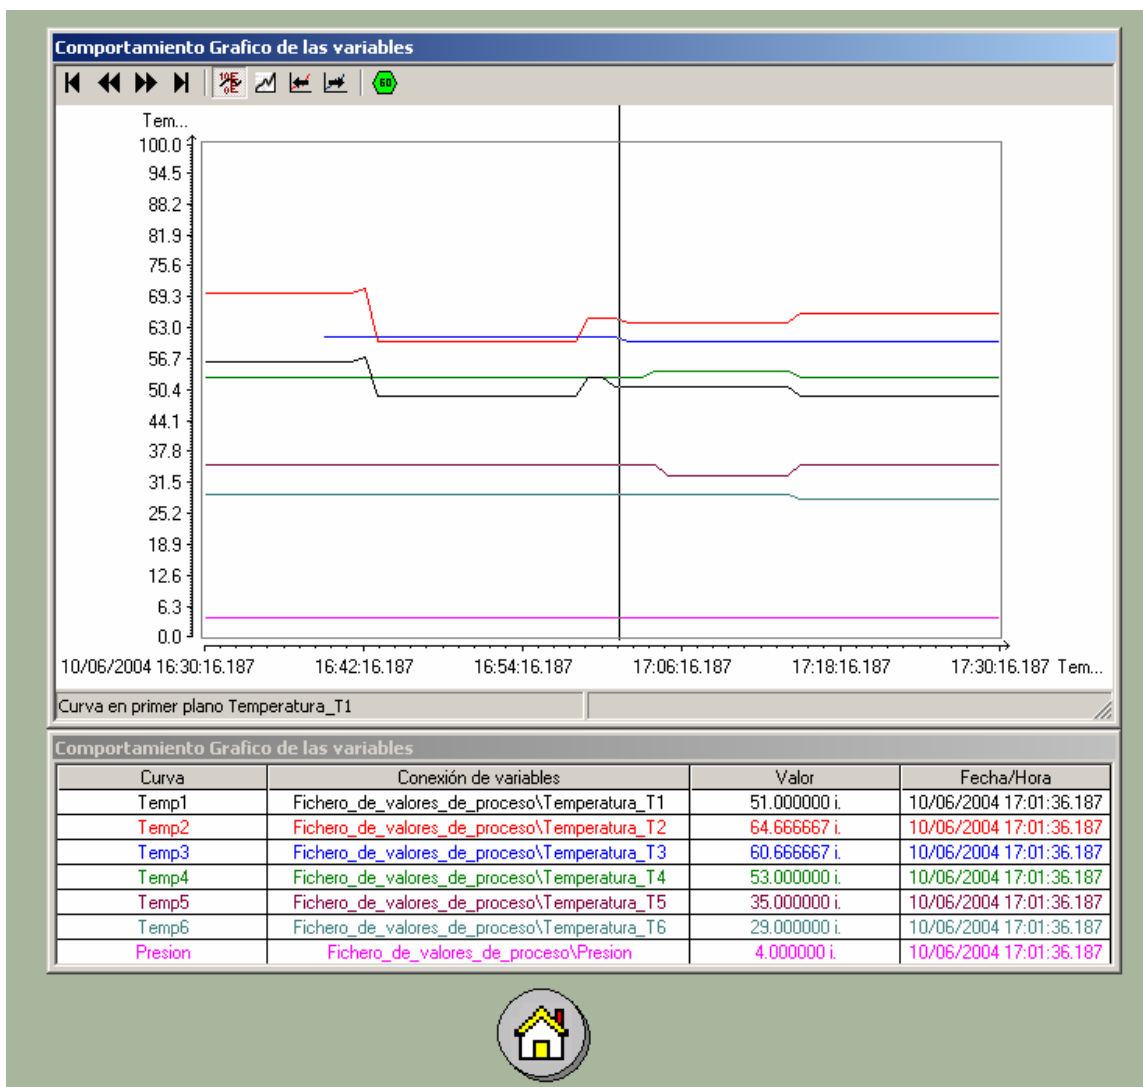 Comportamiento Grafico de las variables
60
Tem...
100.0
94.5
88.2
81.9
75.6
69.3
63.0
56.7
50.4
44.1
37.8
31.5
25.2
18.9
12.6
6.3
0.0
10/06/2004 16:30:16.187 16:42:16.187 16:54:16.187 17:06:16.187 17:18:16.187 17:30:16.187 Tem...
Curva en primer plano Temperatura_T1
Comportamiento Grafico de las variables
Curva Conexión de variables Valor Fecha/Hora
Temp1 Fichero_de_valores_de_proceso\Temperatura_T1 51.000000 i. 10/06/2004 17:01:36.187
Temp2 Fichero_de_valores_de_proceso\Temperatura_T2 64.666667 i. 10/06/2004 17:01:36.187
Temp3 Fichero_de_valores_de_proceso\Temperatura_T3 60.666667 i. 10/06/2004 17:01:36.187
Temp4 Fichero_de_valores_de_proceso\Temperatura_T4 53.000000 i. 10/06/2004 17:01:36.187
Temp5 Fichero_de_valores_de_proceso\Temperatura_T5 35.000000 i. 10/06/2004 17:01:36.187
Temp6 Fichero_de_valores_de_proceso\Temperatura_T6 29.000000 i. 10/06/2004 17:01:36.187
Presion Fichero_de_valores_de_proceso\Presion 4.000000 i. 10/06/2004 17:01:36.187